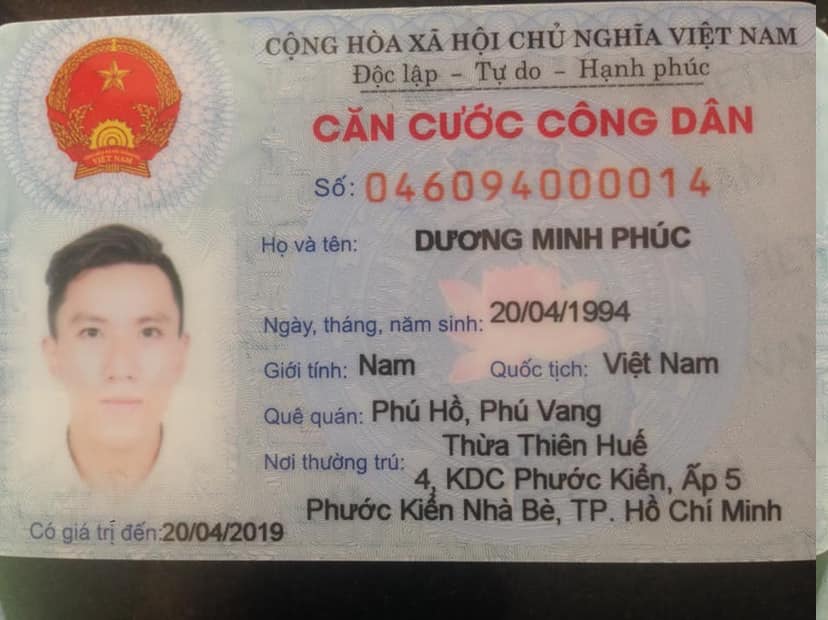 CỘNG HÒA XÃ HỘI CHỦ NGHĨA VIỆT NAM
Độc lập – Tự do – Hạnh phúc
CĂN CƯỚC CÔNG DÂN
Số: 046094000014
Họ và tên: DƯƠNG MINH PHÚC
Ngày, tháng, năm sinh: 20/04/1994
Giới tính: Nam Quốc tịch: Việt Nam
Quê quán: Phú Hồ, Phú Vang
Thừa Thiên Huế
Nơi thường trú: 4, KDC Phước Kiển, Ấp 5
Phước Kiển Nhà Bè, TP. Hồ Chí Minh
Có giá trị đến: 20/04/2019
VIỆT NAM